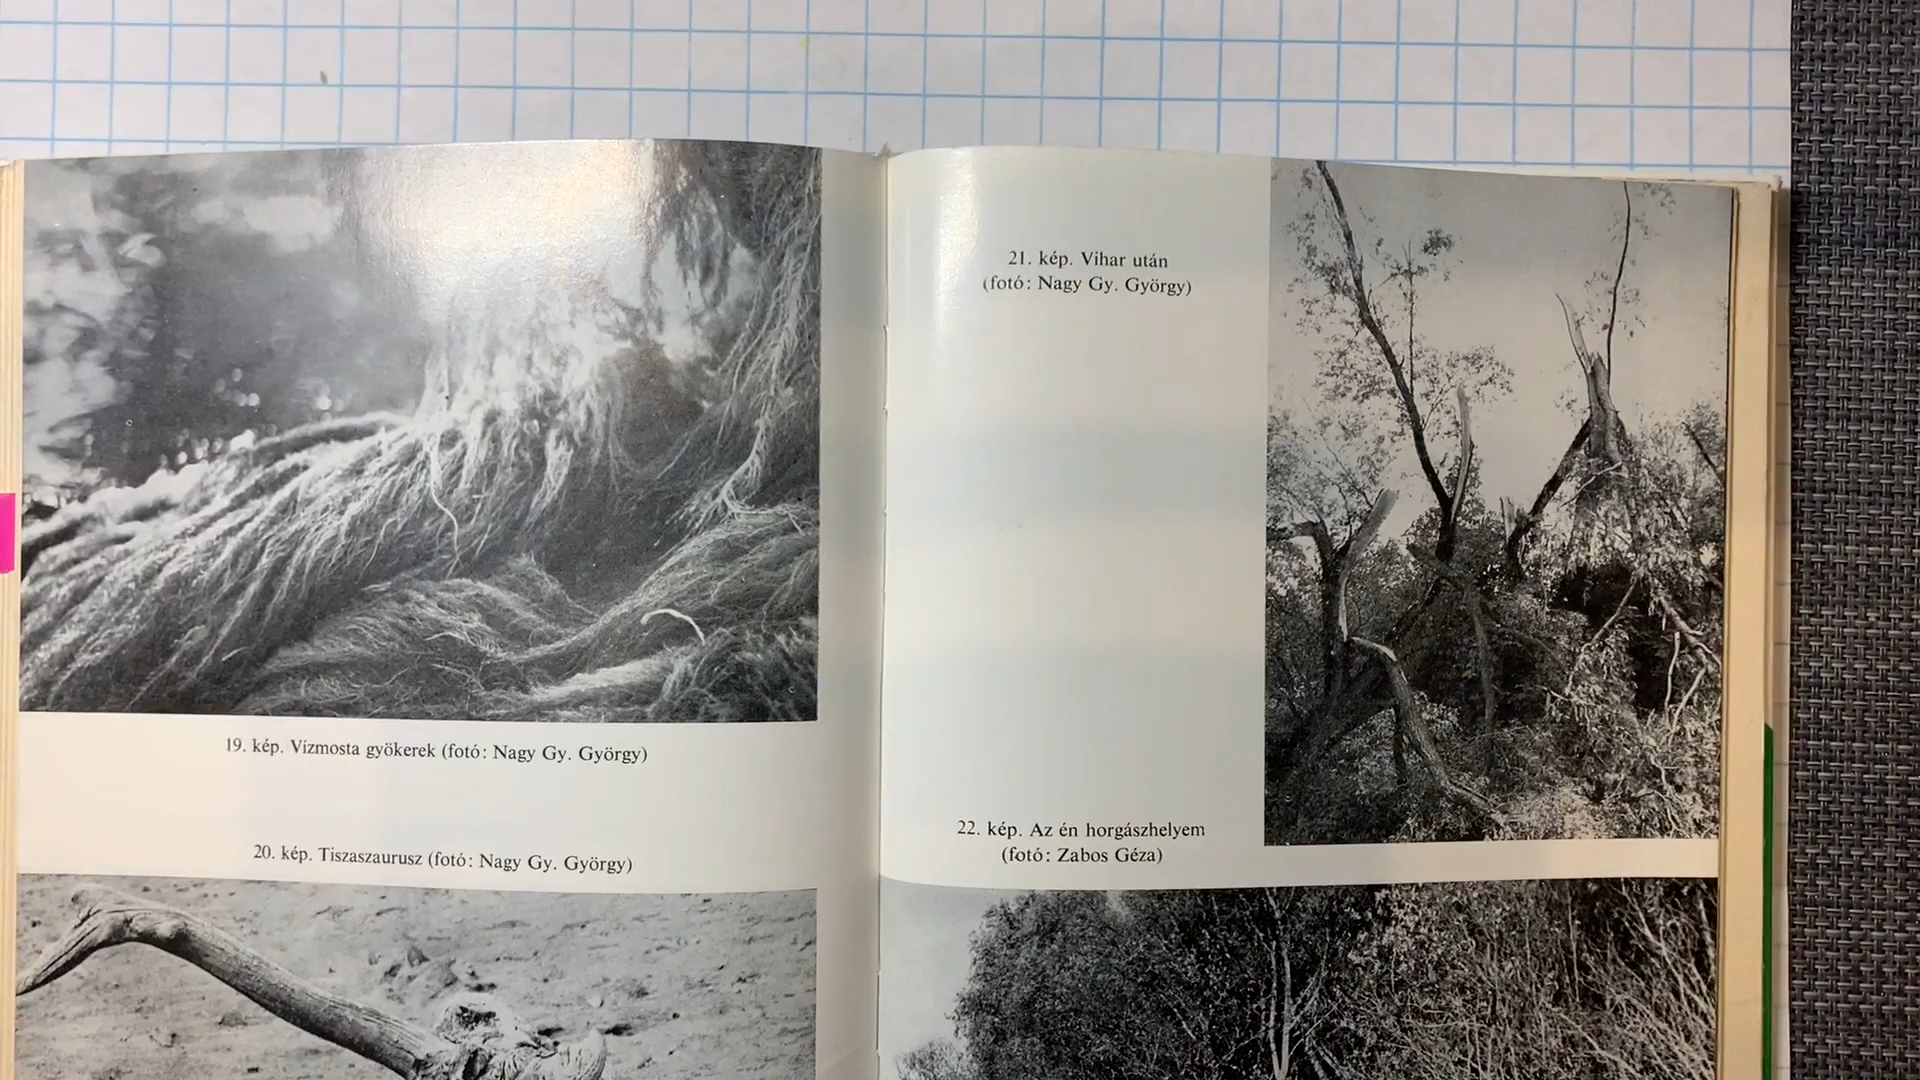 19. kép. Vízmosta gyökerek (fotó: Nagy Gy. György)
20. kép. Tiszaszaurusz (fotó: Nagy Gy. György)
21. kép. Vihar után
(fotó: Nagy Gy. György)
22. kép. Az én horgászhelyem
(fotó: Zabos Géza)